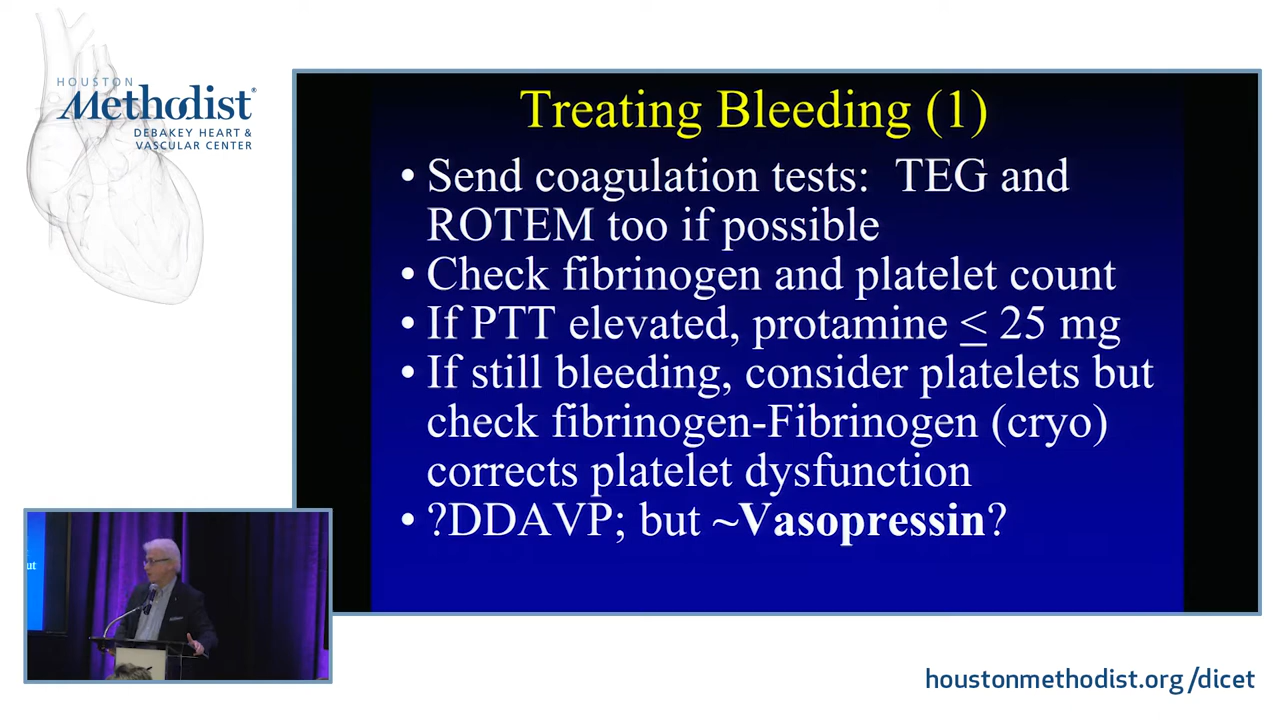 HOUSTON
Methodist®
DEBAKEY HEART &
VASCULAR CENTER
Treating Bleeding (1)
• Send coagulation tests: TEG and
ROTEM too if possible
• Check fibrinogen and platelet count
• If PTT elevated, protamine ≤ 25 mg
• If still bleeding, consider platelets but
check fibrinogen-Fibrinogen (cryo)
corrects platelet dysfunction
• ?DDAVP; but ~Vasopressin?
ut
houstonmethodist.org/dicet